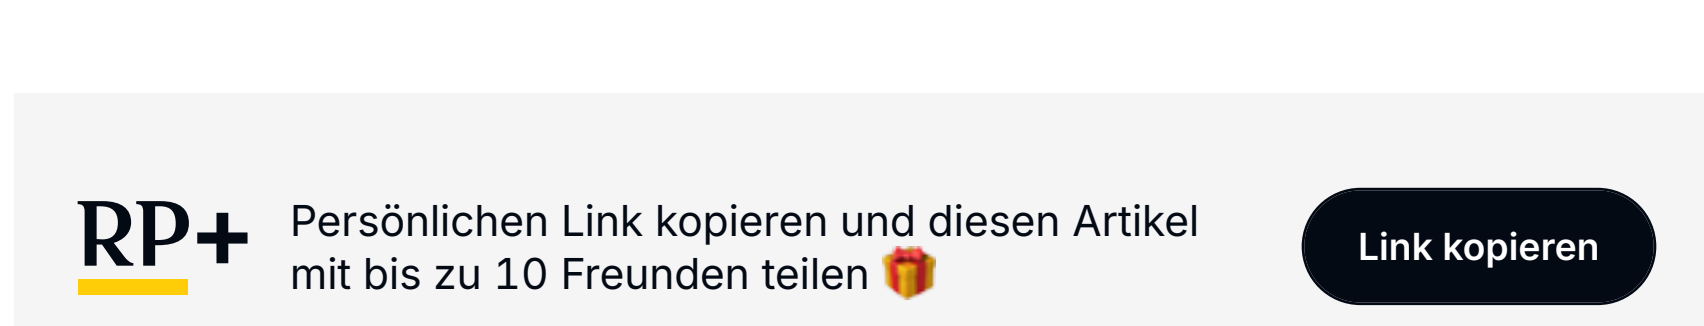 RP+
Persönlichen Link kopieren und diesen Artikel
mit bis zu 10 Freunden teilen 🎁
Link kopieren